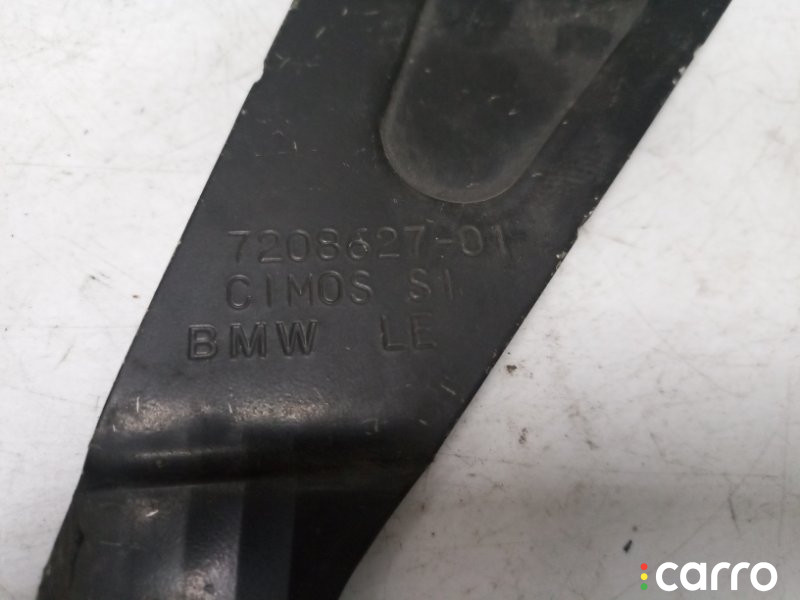 7208627-01
CIMOS SI
BMW LE
carro